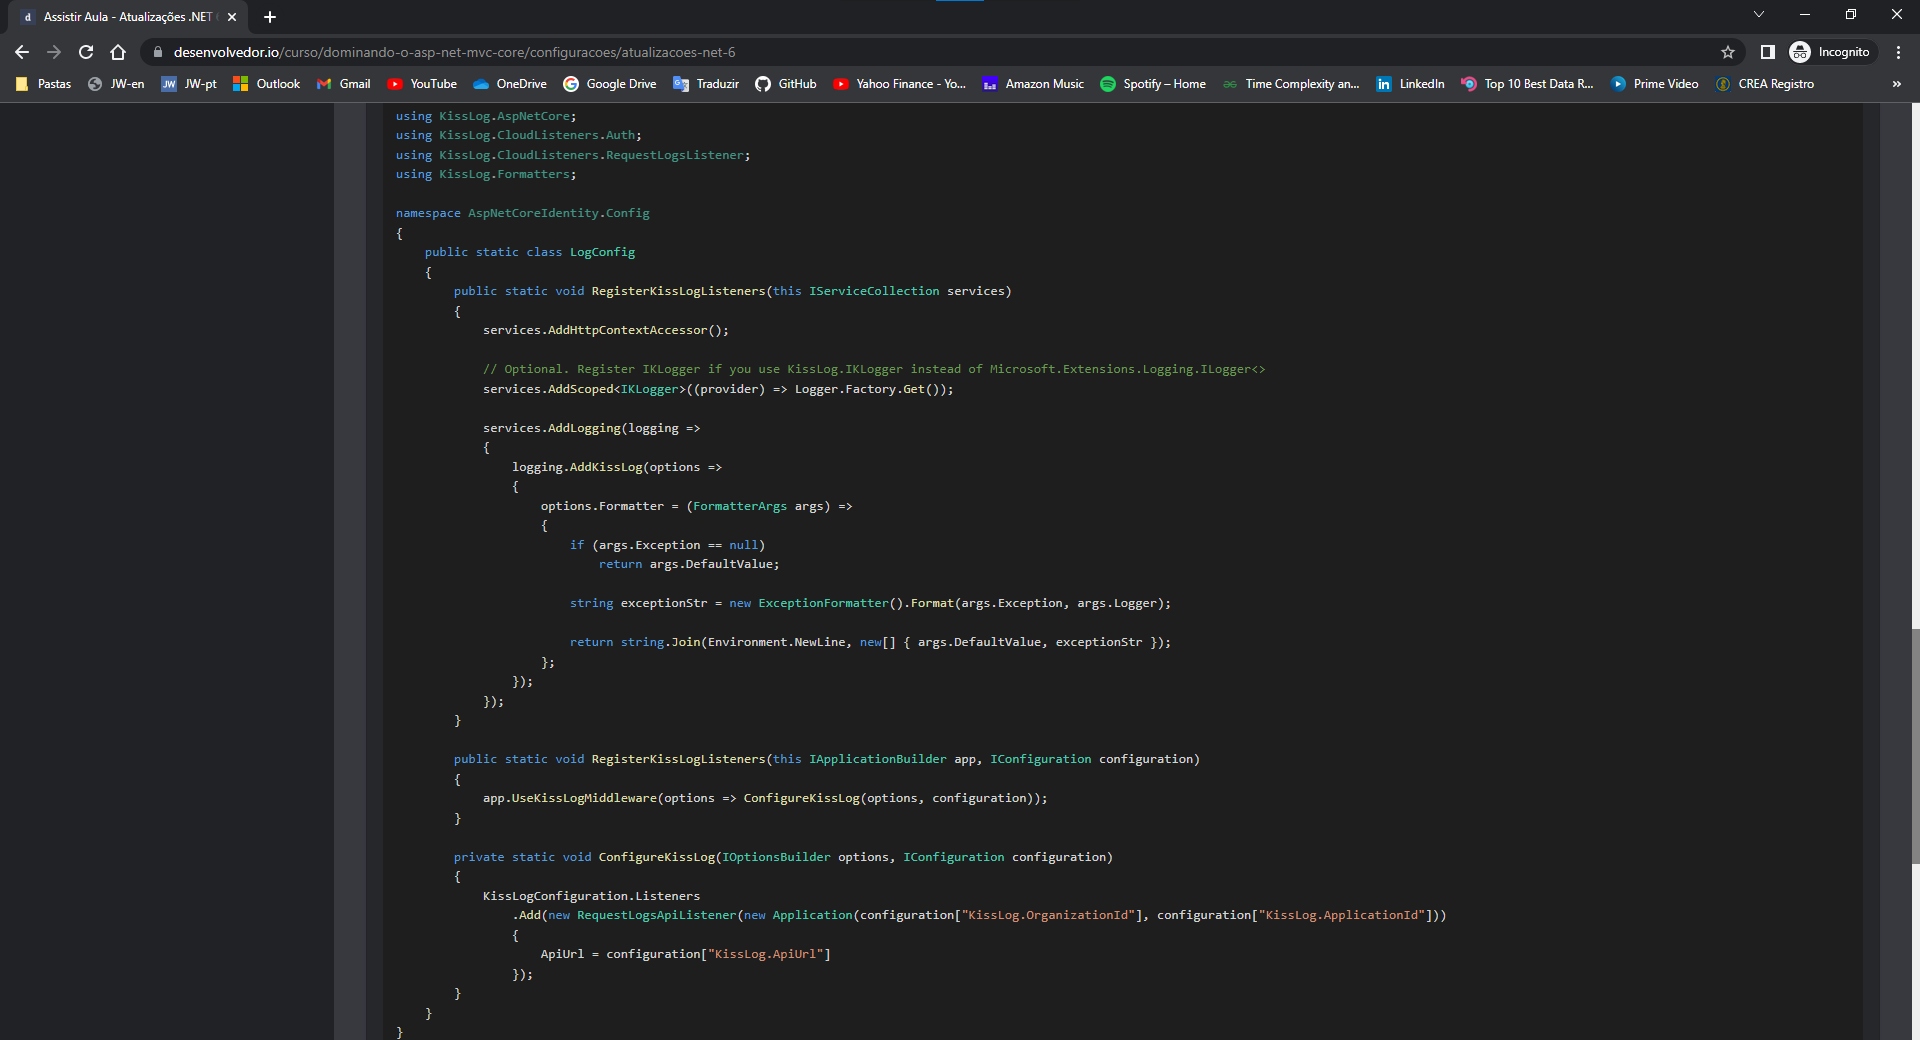 d Assistir Aula - Atualizações .NET
desenvolvedor.io/curso/dominando-o-asp-net-mvc-core/configuracoes/atualizacoes-net-6
Incognito
Pastas JW-en JW JW-pt Outlook Gmail YouTube OneDrive Google Drive Traduzir GitHub Yahoo Finance - Yo... Amazon Music Spotify – Home Time Complexity an... in LinkedIn Top 10 Best Data R... Prime Video CREA Registro »
using KissLog.AspNetCore;
using KissLog.CloudListeners.Auth;
using KissLog.CloudListeners.RequestLogsListener;
using KissLog.Formatters;
namespace AspNetCoreIdentity.Config
{
public static class LogConfig
{
public static void RegisterKissLogListeners(this IServiceCollection services)
{
services.AddHttpContextAccessor();
// Optional. Register IKLogger if you use KissLog.IKLogger instead of Microsoft.Extensions.Logging.ILogger<>
services.AddScoped<IKLogger>((provider) => Logger.Factory.Get());
services.AddLogging(logging =>
{
logging.AddKissLog(options =>
{
options.Formatter = (FormatterArgs args) =>
{
if (args.Exception == null)
return args.DefaultValue;
string exceptionStr = new ExceptionFormatter().Format(args.Exception, args.Logger);
return string.Join(Environment.NewLine, new[] { args.DefaultValue, exceptionStr });
};
});
});
}
public static void RegisterKissLogListeners(this IApplicationBuilder app, IConfiguration configuration)
{
app.UseKissLogMiddleware(options => ConfigureKissLog(options, configuration));
}
private static void ConfigureKissLog(IOptionsBuilder options, IConfiguration configuration)
{
KissLogConfiguration.Listeners
.Add(new RequestLogsApiListener(new Application(configuration["KissLog.OrganizationId"], configuration["KissLog.ApplicationId"]))
{
ApiUrl = configuration["KissLog.ApiUrl"]
});
}
}
}